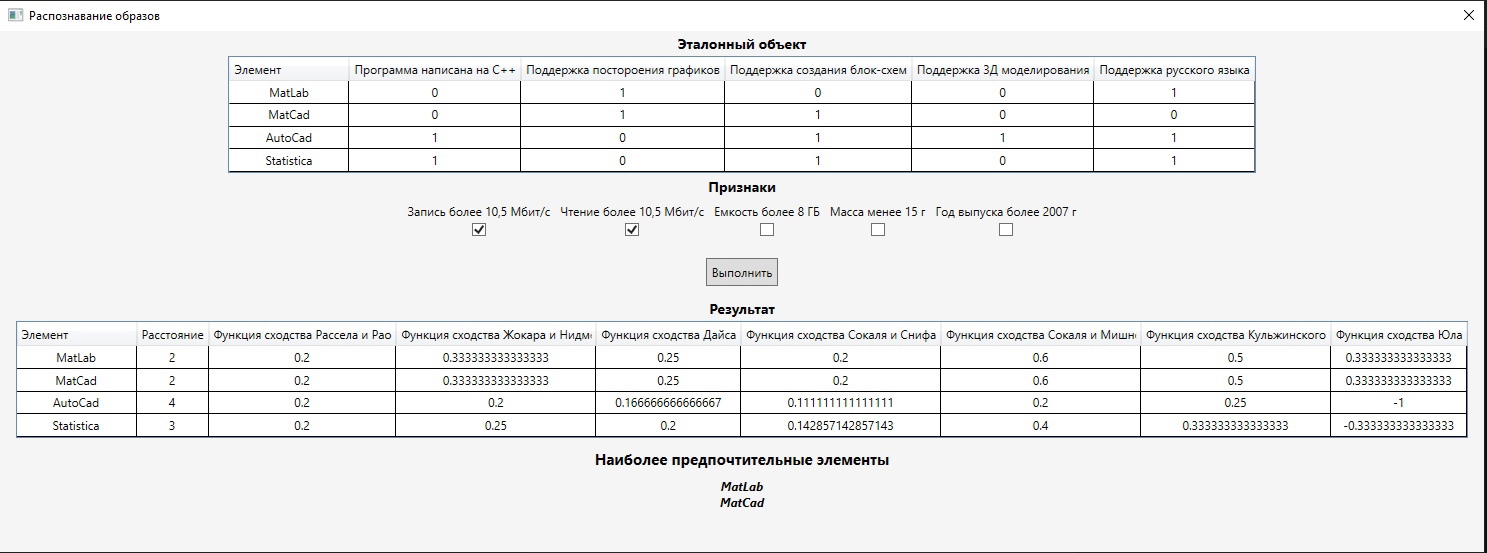 Распознавание образов
Эталонный объект
Элемент Программа написана на C++ Поддержка постороения графиков Поддержка создания блок-схем Поддержка 3Д моделирования Поддержка русского языка
MatLab 0 1 0 0 1
MatCad 0 1 1 0 0
AutoCad 1 0 1 1 1
Statistica 1 0 1 0 1
Признаки
Запись более 10,5 Мбит/с Чтение более 10,5 Мбит/с Емкость более 8 ГБ Масса менее 15 г Год выпуска более 2007 г
Выполнить
Результат
Элемент Расстояние Функция сходства Рассела и Рао Функция сходства Жокара и Нидм Функция сходства Дайса Функция сходства Сокаля и Снифа Функция сходства Сокаля и Мишн Функция сходства Кульжинского Функция сходства Юла
MatLab 2 0.2 0.333333333333333 0.25 0.2 0.6 0.5 0.333333333333333
MatCad 2 0.2 0.333333333333333 0.25 0.2 0.6 0.5 0.333333333333333
AutoCad 4 0.2 0.2 0.166666666666667 0.111111111111111 0.2 0.25 -1
Statistica 3 0.2 0.25 0.2 0.142857142857143 0.4 0.333333333333333 -0.333333333333333
Наиболее предпочтительные элементы
MatLab
MatCad